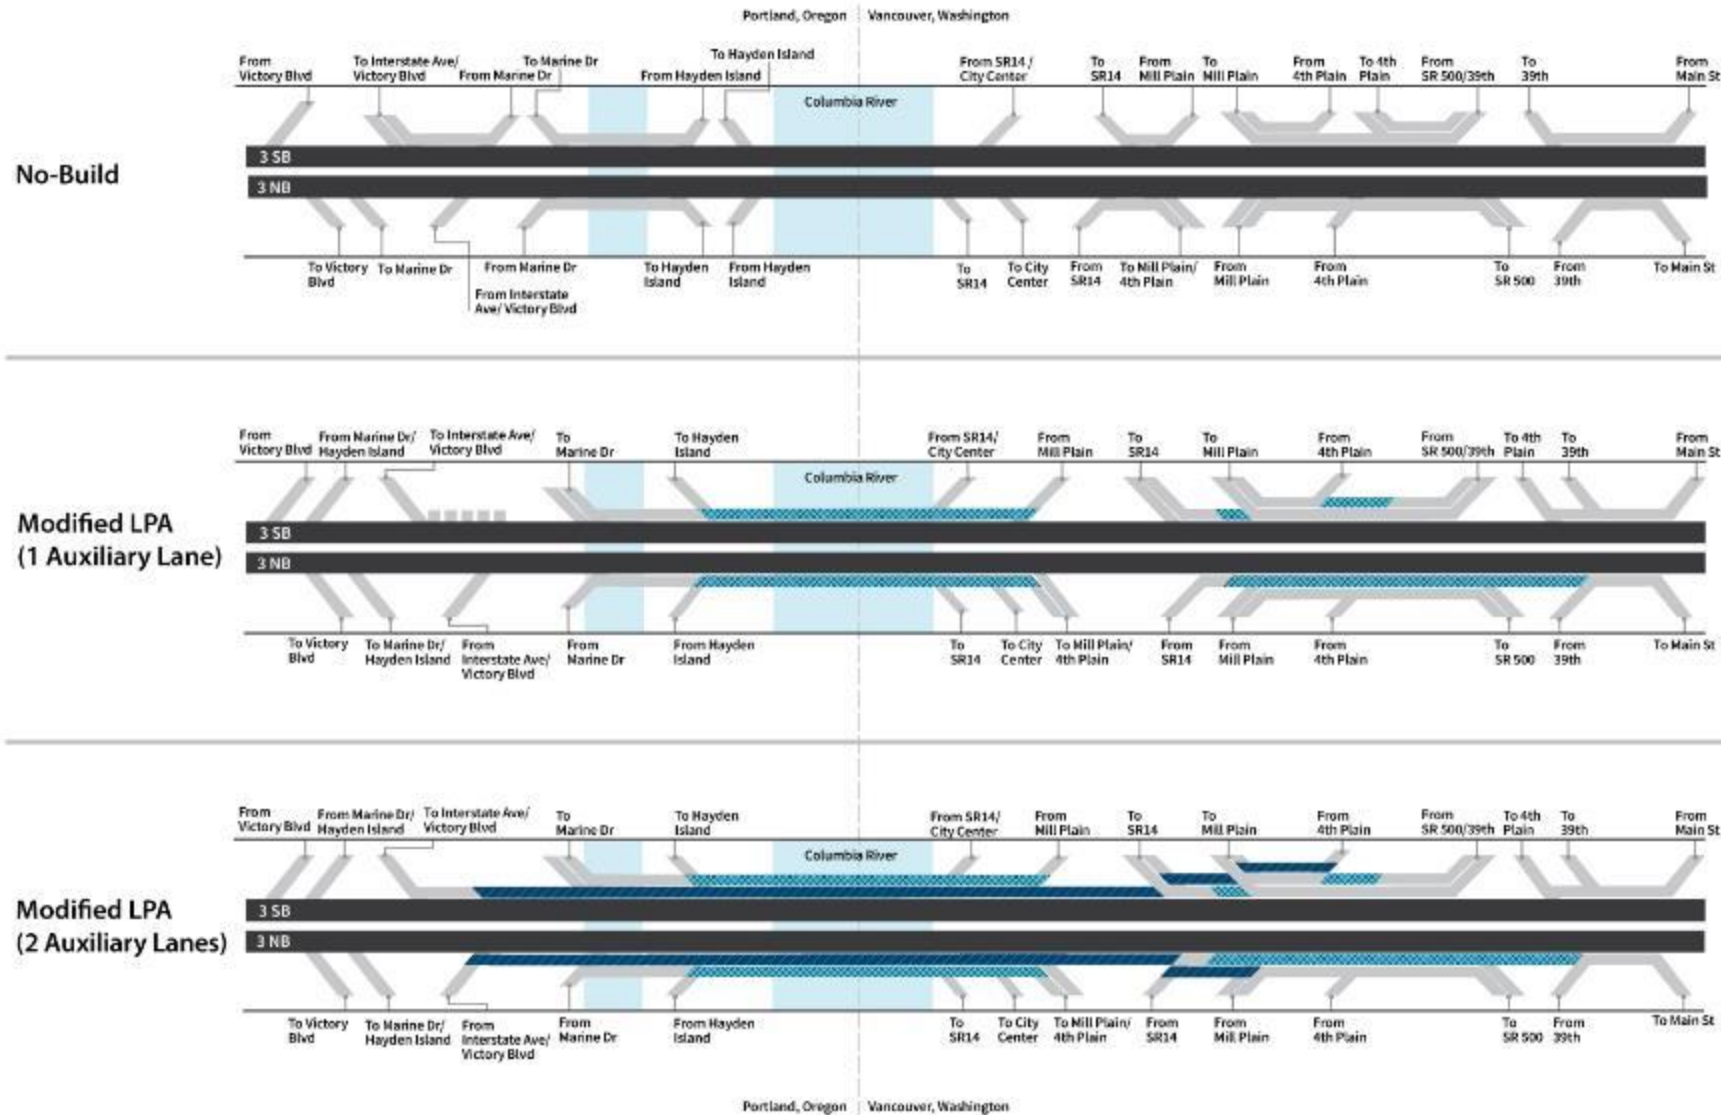 Portland, Oregon
Vancouver, Washington
From
Victory Blvd
To Interstate Ave/
Victory Blvd
From Marine Dr
To Marine Dr
From Hayden Island
To Hayden Island
From SR14 /
City Center
To
SR14
From
Mill Plain
To
Mill Plain
From
4th Plain
To 4th
Plain
From
SR 500/39th
To
39th
From
Main St
Columbia River
No-Build
3 SB
3 NB
To Victory
Blvd
To Marine Dr
From Interstate
Ave/ Victory Blvd
From Marine Dr
To Hayden
Island
From Hayden
Island
To
SR14
To City
Center
From
SR14
To Mill Plain/
4th Plain
From
Mill Plain
From
4th Plain
To
SR 500
From
39th
To Main St
From
Victory Blvd
From Marine Dr/
Hayden Island
To Interstate Ave/
Victory Blvd
To
Marine Dr
To Hayden
Island
From SR14/
City Center
From
Mill Plain
To
SR14
To
Mill Plain
From
4th Plain
From
SR 500/39th
To 4th
Plain
To
39th
From
Main St
Columbia River
Modified LPA
(1 Auxiliary Lane)
3 SB
3 NB
To Victory
Blvd
To Marine Dr/
Hayden Island
From
Interstate Ave/
Victory Blvd
From
Marine Dr
From Hayden
Island
To
SR14
To City
Center
To Mill Plain/
4th Plain
From
SR14
From
Mill Plain
From
4th Plain
To
SR 500
From
39th
To Main St
From
Victory Blvd
From Marine Dr/
Hayden Island
To Interstate Ave/
Victory Blvd
To
Marine Dr
To Hayden
Island
From SR14/
City Center
From
Mill Plain
To
SR14
To
Mill Plain
From
4th Plain
From
SR 500/39th
To 4th
Plain
To
39th
From
Main St
Columbia River
Modified LPA
(2 Auxiliary Lanes)
3 SB
3 NB
To Victory
Blvd
To Marine Dr/
Hayden Island
From
Interstate Ave/
Victory Blvd
From
Marine Dr
From Hayden
Island
To
SR14
To City
Center
To Mill Plain/
4th Plain
From
SR14
From
Mill Plain
From
4th Plain
To
SR 500
From
39th
To Main St
Portland, Oregon
Vancouver, Washington